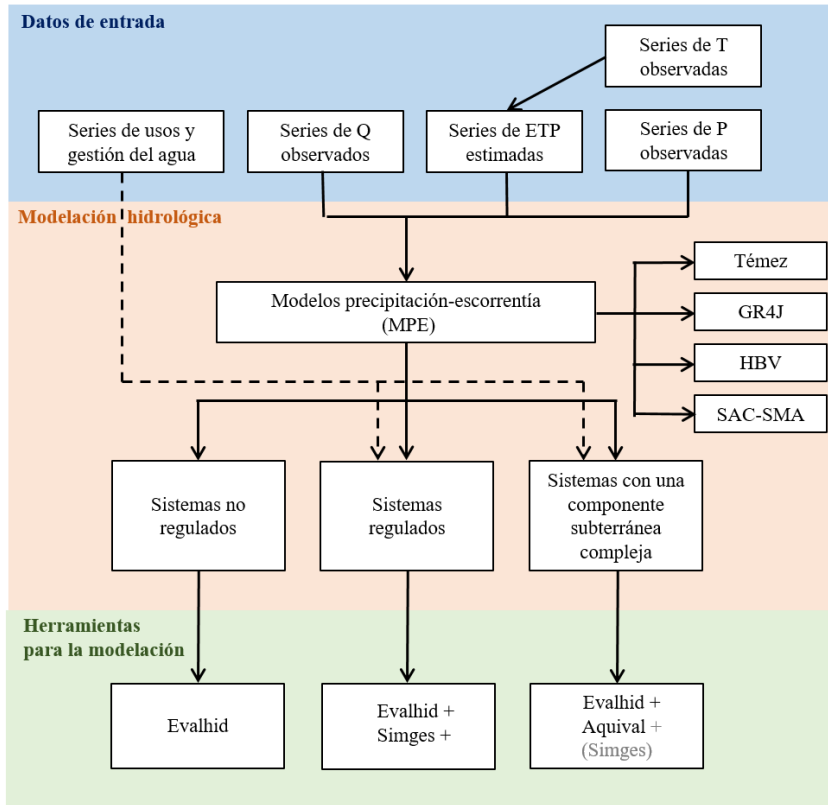 Datos de entrada
Series de T
observadas
Series de usos y
gestión del agua
Series de Q
observados
Series de ETP
estimadas
Series de P
observadas
Modelación hidrológica
Modelos precipitación-escorrentía
(MPE)
Témez
GR4J
HBV
SAC-SMA
Sistemas no
regulados
Sistemas
regulados
Sistemas con una
componente
subterránea
compleja
Herramientas
para la modelación
Evalhid
Evalhid +
Simges +
Evalhid +
Aquival +
(Simges)